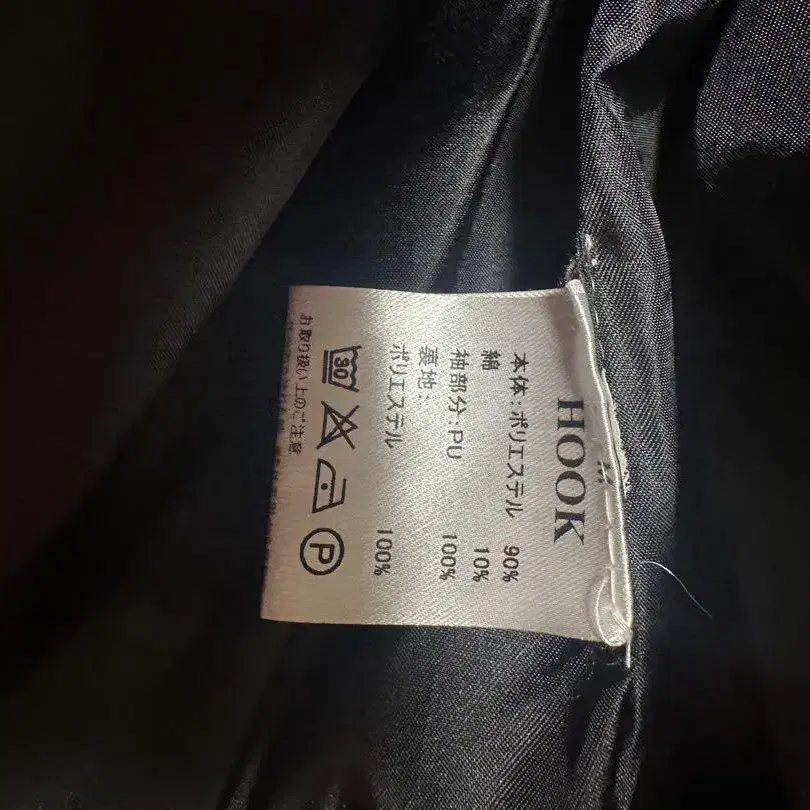 HOOK
本体:ポリエステル 90%
綿 10%
袖部分:PU 100%
裏地:
ポリエステル 100%
30
P
お取り扱い上のご注意